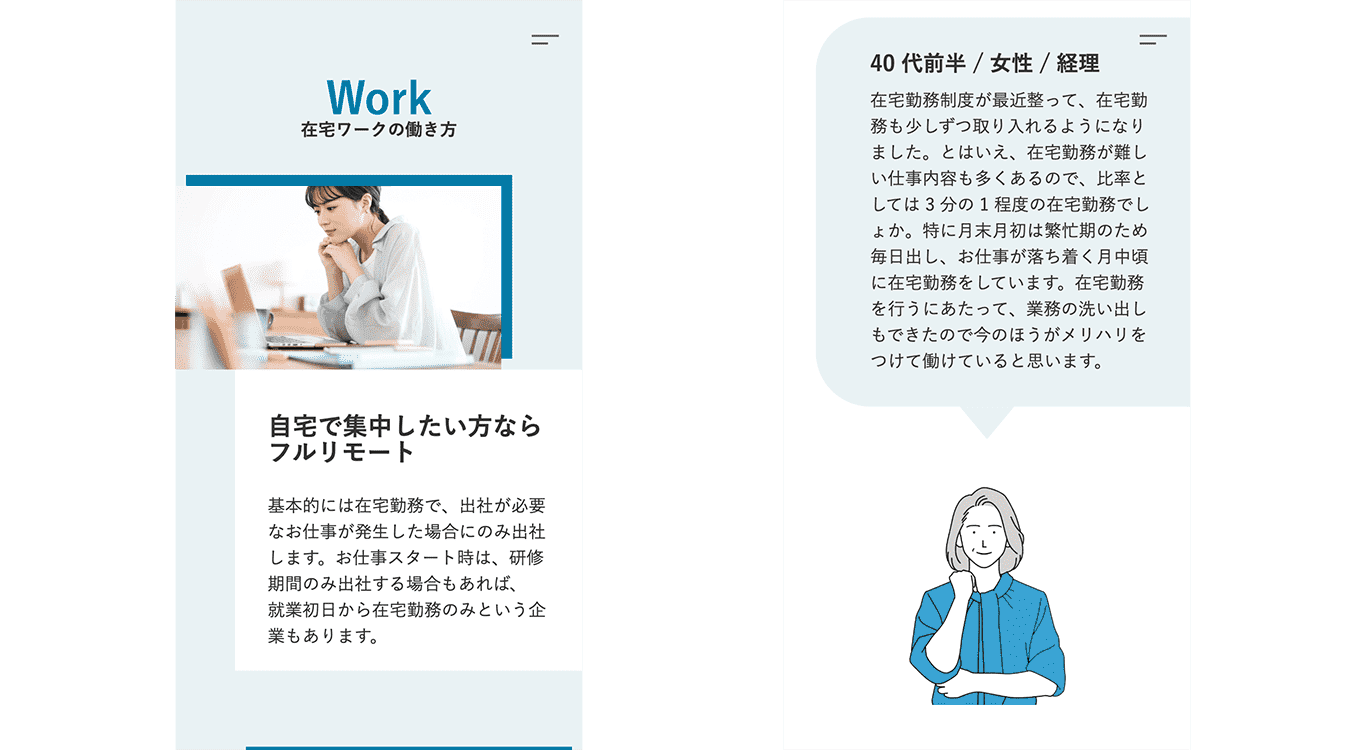 Work
在宅ワークの働き方
自宅で集中したい方なら
フルリモート
基本的には在宅勤務で、出社が必要
なお仕事が発生した場合にのみ出社
します。お仕事スタート時は、研修
期間のみ出社する場合もあれば、
就業初日から在宅勤務のみという企
業もあります。
40 代前半 / 女性 / 経理
在宅勤務制度が最近整って、在宅勤
務も少しずつ取り入れるようになり
ました。とはいえ、在宅勤務が難し
い仕事内容も多くあるので、比率と
しては 3 分の 1 程度の在宅勤務でし
ょか。特に月末月初は繁忙期のため
毎日出し、お仕事が落ち着く月中頃
に在宅勤務をしています。在宅勤務
を行うにあたって、業務の洗い出し
もできたので今のほうがメリハリを
つけて働けていると思います。